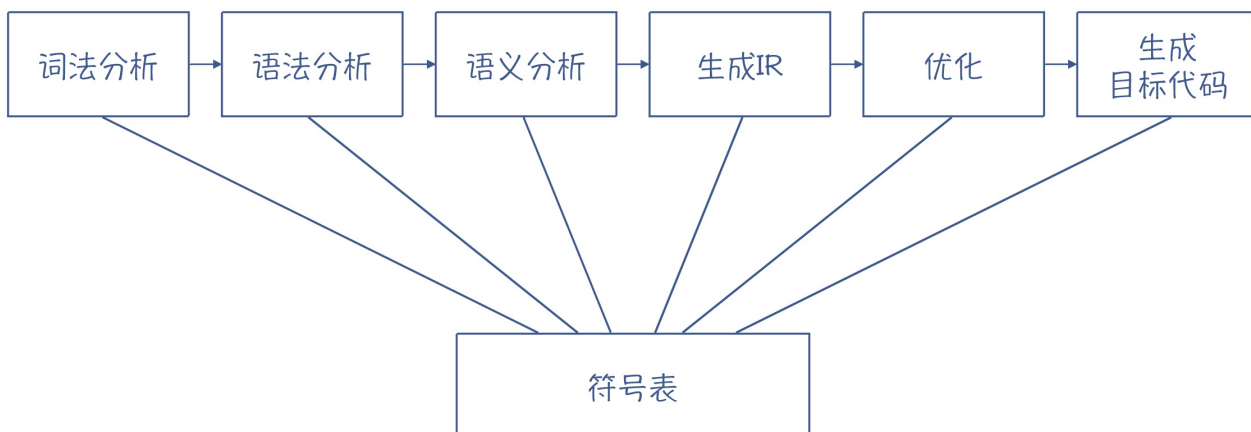 词法分析
语法分析
语义分析
生成IR
优化
生成
目标代码
符号表